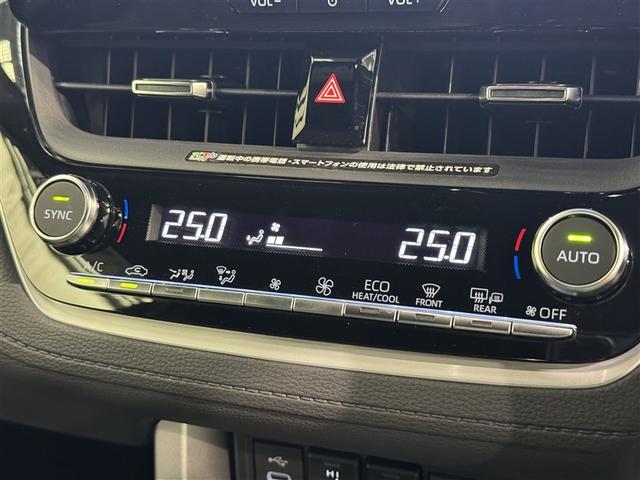 VOL−
VOL+
運転中の携帯電話・スマートフォンの使用は法律で禁止されています。
SYNC
25.0
25.0
AUTO
A/C
ECO
HEAT/COOL
FRONT
REAR
OFF